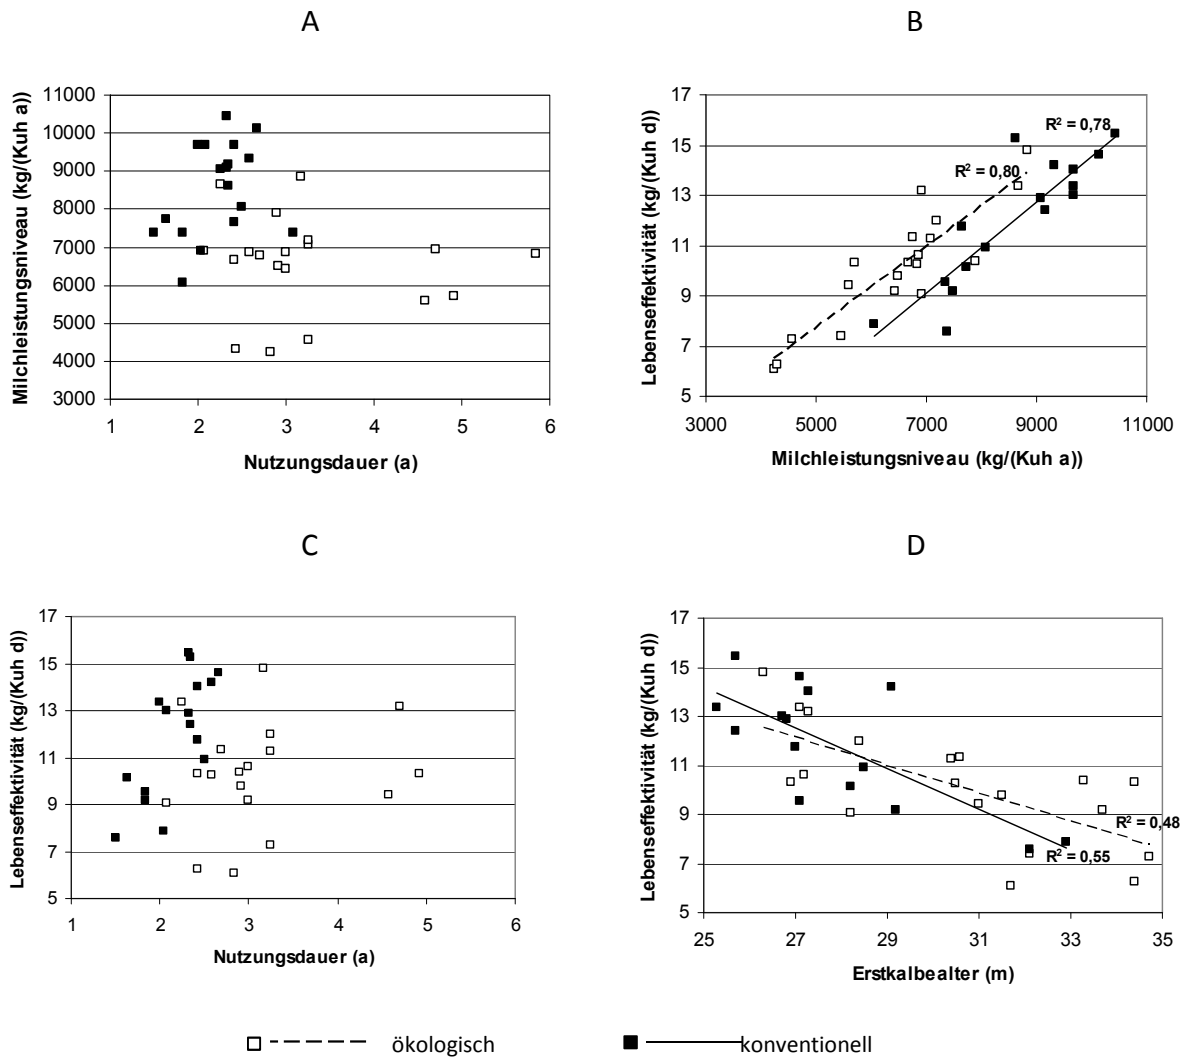 A
Milchleistungsniveau (kg/(Kuh a))
11000
10000
9000
8000
7000
6000
5000
4000
3000
1 2 3 4 5 6
Nutzungsdauer (a)
B
Lebenseffektivität (kg/(Kuh d))
17
15
13
11
9
7
5
R² = 0,78
R² = 0,80
3000 5000 7000 9000 11000
Milchleistungsniveau (kg/(Kuh a))
C
Lebenseffektivität (kg/(Kuh d))
17
15
13
11
9
7
5
1 2 3 4 5 6
Nutzungsdauer (a)
D
Lebenseffektivität (kg/(Kuh d))
17
15
13
11
9
7
5
R² = 0,48
R² = 0,55
25 27 29 31 33 35
Erstkalbealter (m)
ökologisch konventionell